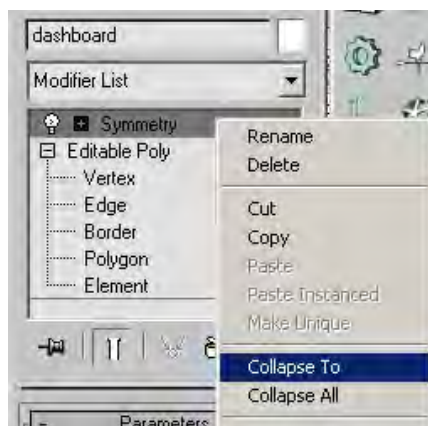 dashboard
Modifier List
Symmetry
Editable Poly
Vertex
Edge
Border
Polygon
Element
Rename
Delete
Cut
Copy
Paste
Paste Instanced
Make Unique
Collapse To
Collapse All
Parameters